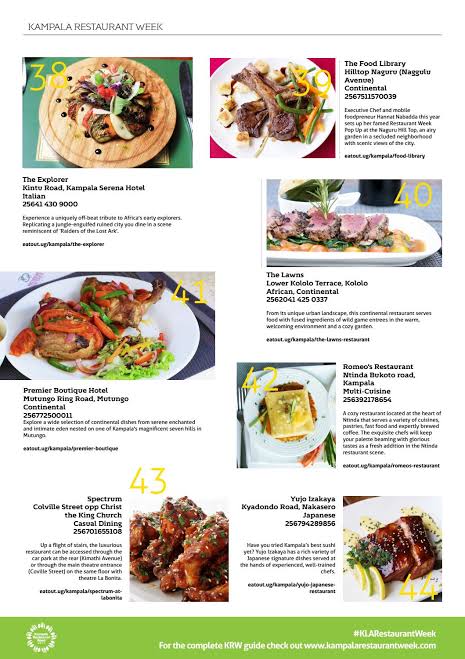 KAMPALA RESTAURANT WEEK
38
The Explorer
Kintu Road, Kampala Serena Hotel
Italian
25641 430 9000
Experience a uniquely off-beat tribute to Africa's early explorers.
Replicating a jungle-engulfed ruined city you dine in a scene
reminiscent of 'Raiders of the Lost Ark'.
eatout.ug/kampala/the-explorer
39
The Food Library
Hilltop Naguru (Naggulu
Avenue)
Continental
2567511570039
Executive Chef and mobile
foodpreneur Hannat Nabadda this year
sets up her famed Restaurant Week
Pop Up at the Naguru Hill Top, an airy
garden in a secluded neighborhood
with scenic views of the city.
eatout.ug/kampala/food-library
40
The Lawns
Lower Kololo Terrace, Kololo
African, Continental
2562041 425 0337
From its unique urban landscape, this continental restaurant serves
food with fused ingredients of wild game entrees in the warm,
welcoming environment and a cozy garden.
eatout.ug/kampala/the-lawns-restaurant
41
Premier Boutique Hotel
Mutungo Ring Road, Mutungo
Continental
256772500011
Explore a wide selection of continental dishes from serene enchanted
and intimate eden nested on one of Kampala's magnificent seven hills in
Mutungo.
eatout.ug/kampala/premier-boutique
42
Romeo's Restaurant
Ntinda Bukoto road,
Kampala
Multi-Cuisine
256392178654
A cozy restaurant located at the heart of
Ntinda that serves a variety of cuisines,
pastries, fast food and expertly brewed
coffee. The exquisite chefs will keep
your palette beaming with glorious
tastes as a fresh addition in the Ntinda
restaurant scene.
eatout.ug/kampala/romeos-restaurant
43
Spectrum
Colville Street opp Christ
the King Church
Casual Dining
256701655108
Up a flight of stairs, the luxurious
restaurant can be accessed through the
car park at the rear (Kimathi Avenue)
or through the main theatre entrance
(Coville Street) on the same floor with
theatre La Bonita.
eatout.ug/kampala/spectrum-at-
labonita
Yujo Izakaya
Kyadondo Road, Nakasero
Japanese
256794289856
Have you tried Kampala's best sushi
yet? Yujo Izakaya has a rich variety of
Japanese signature dishes served at
the hands of experienced, well-trained
chefs.
eatout.ug/kampala/yujo-japanese-
restaurant
44
#KLARestaurantWeek
For the complete KRW guide check out www.kampalarestaurantweek.com